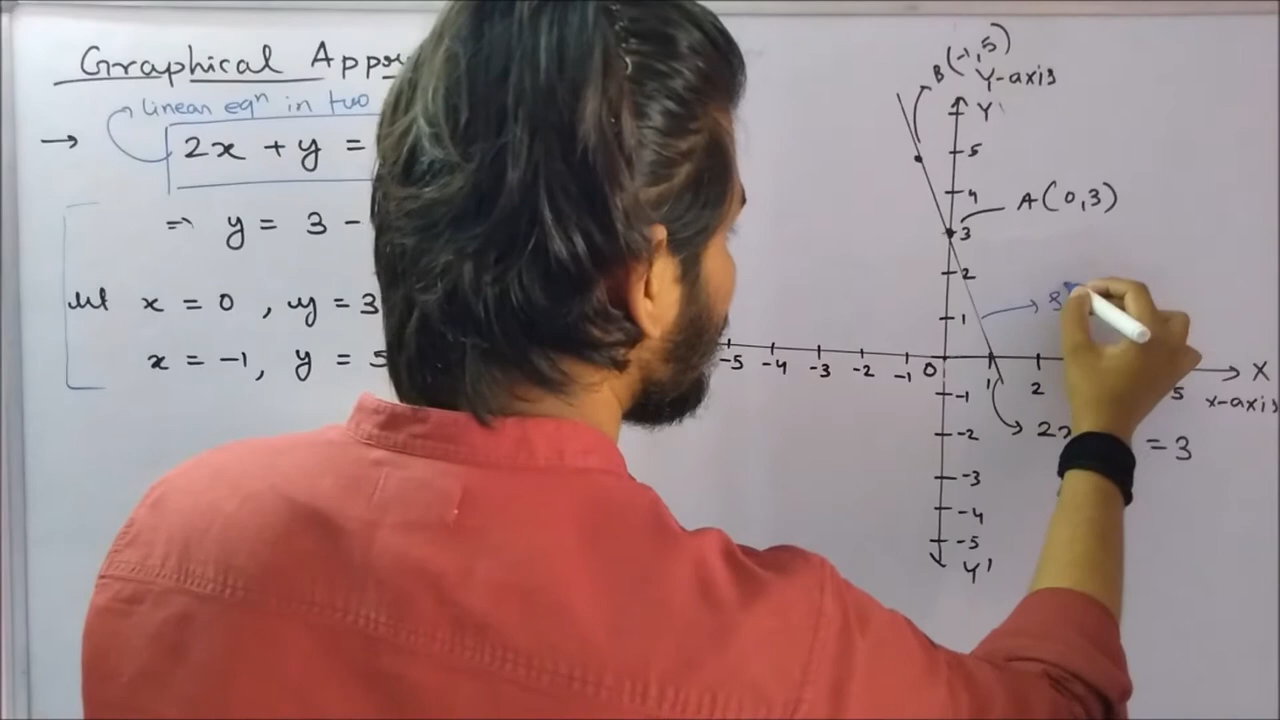 Graphical
linear eqⁿ in two
→ 2x + y =
⇒ y = 3 -
let x = 0 , y = 3
x = -1, y = 5
B(-1,5)
Y-axis
Y
5
4
A(0,3)
3
2
1
-5 -4 -3 -2 -1 0 1 2 5 X
x-axis
-1
-2
= 3
-3
-4
-5
Y'